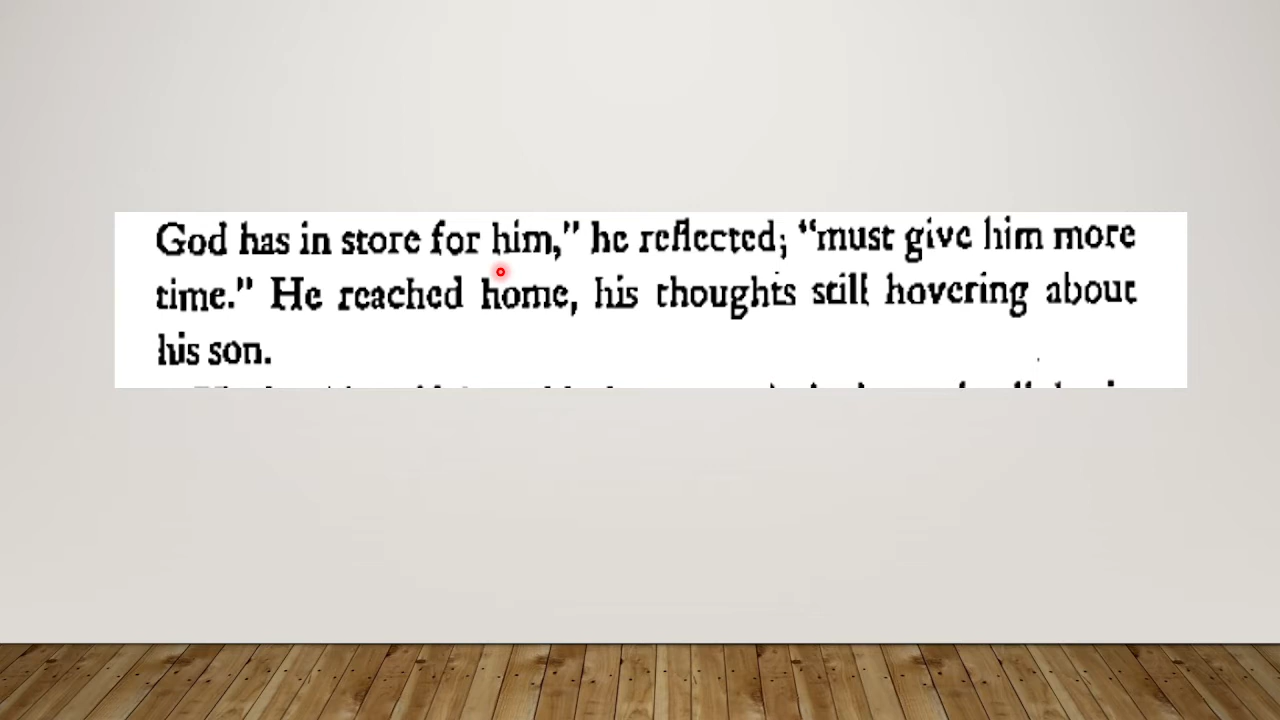 God has in store for him,” he reflected; “must give him more
time.” He reached home, his thoughts still hovering about
his son.